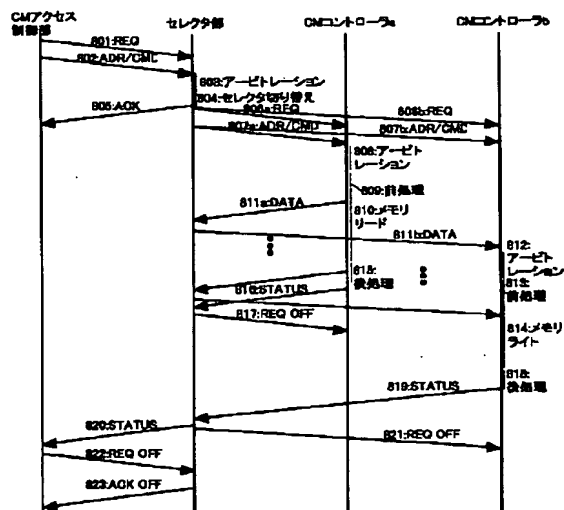 CMアクセス
制御部
セレクタ部
CMコントローラa
CMコントローラb
801:REQ
802:ADR/CMD
803:アービトレーション
804:セレクタ切り替え
805:ACK
806a:REQ
806b:REQ
807a:ADR/CMD
807b:ADR/CMD
808:アービト
レーション
809:前処理
810:メモリ
リード
811a:DATA
811b:DATA
812:
アービト
レーション
813:
前処理
814:メモリ
ライト
815:
後処理
816:STATUS
817:REQ OFF
818:
後処理
819:STATUS
820:STATUS
821:REQ OFF
822:REQ OFF
823:ACK OFF